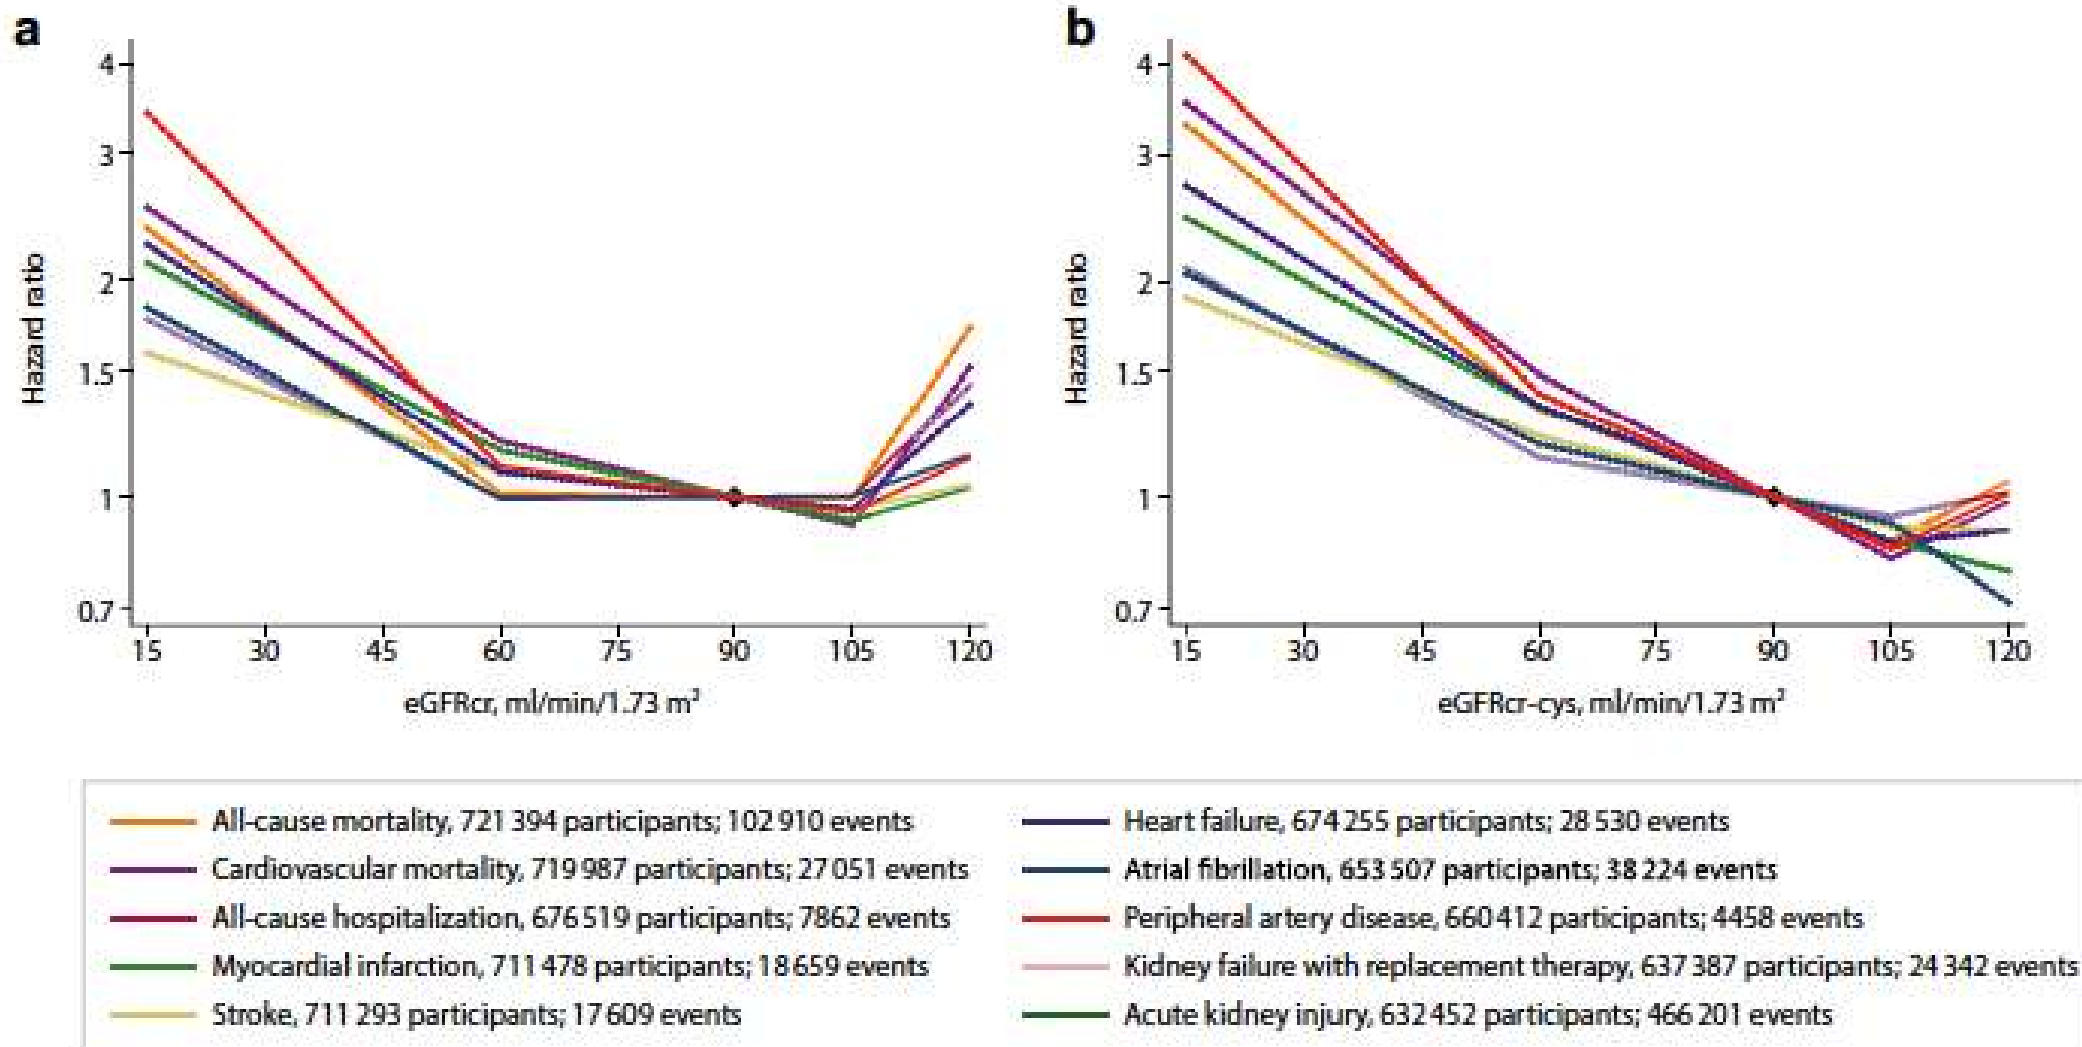 a
b
4
3
2
1.5
1
0.7
Hazard ratio
15 30 45 60 75 90 105 120
eGFRcr, ml/min/1.73 m²
4
3
2
1.5
1
0.7
Hazard ratio
15 30 45 60 75 90 105 120
eGFRcr-cys, ml/min/1.73 m²
All-cause mortality, 721 394 participants; 102 910 events
Cardiovascular mortality, 719 987 participants; 27 051 events
All-cause hospitalization, 676 519 participants; 7862 events
Myocardial infarction, 711 478 participants; 18 659 events
Stroke, 711 293 participants; 17 609 events
Heart failure, 674 255 participants; 28 530 events
Atrial fibrillation, 653 507 participants; 38 224 events
Peripheral artery disease, 660 412 participants; 4458 events
Kidney failure with replacement therapy, 637 387 participants; 24 342 events
Acute kidney injury, 632 452 participants; 466 201 events